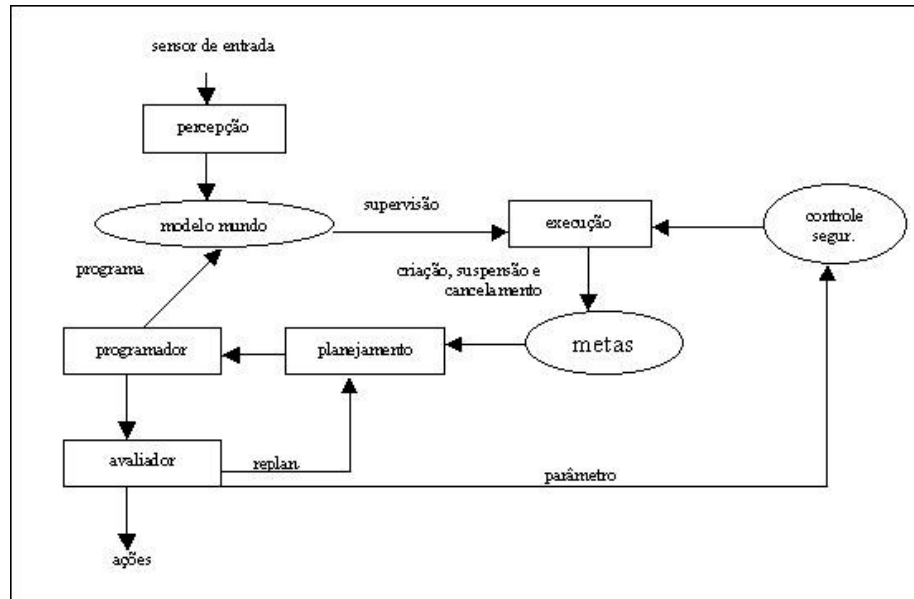 sensor de entrada
percepção
modelo mundo
supervisão
execução
controle
segur.
programa
criação, suspensão e
cancelamento
programador
planejamento
metas
avaliador
replan
parâmetro
ações